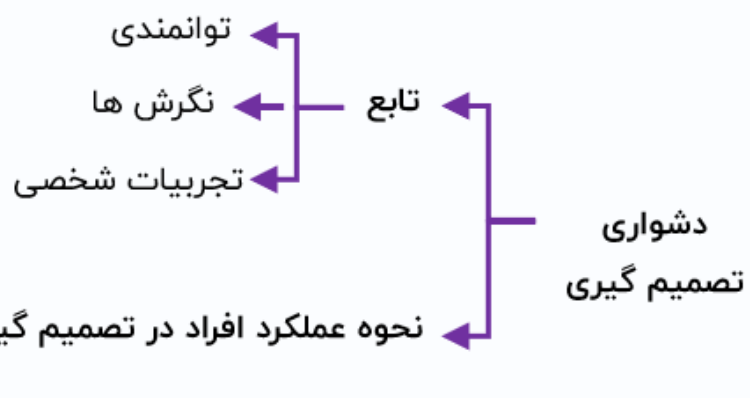 دشواری
تصمیم گیری
تابع
توانمندی
نگرش ها
تجربیات شخصی
نحوه عملکرد افراد در تصمیم